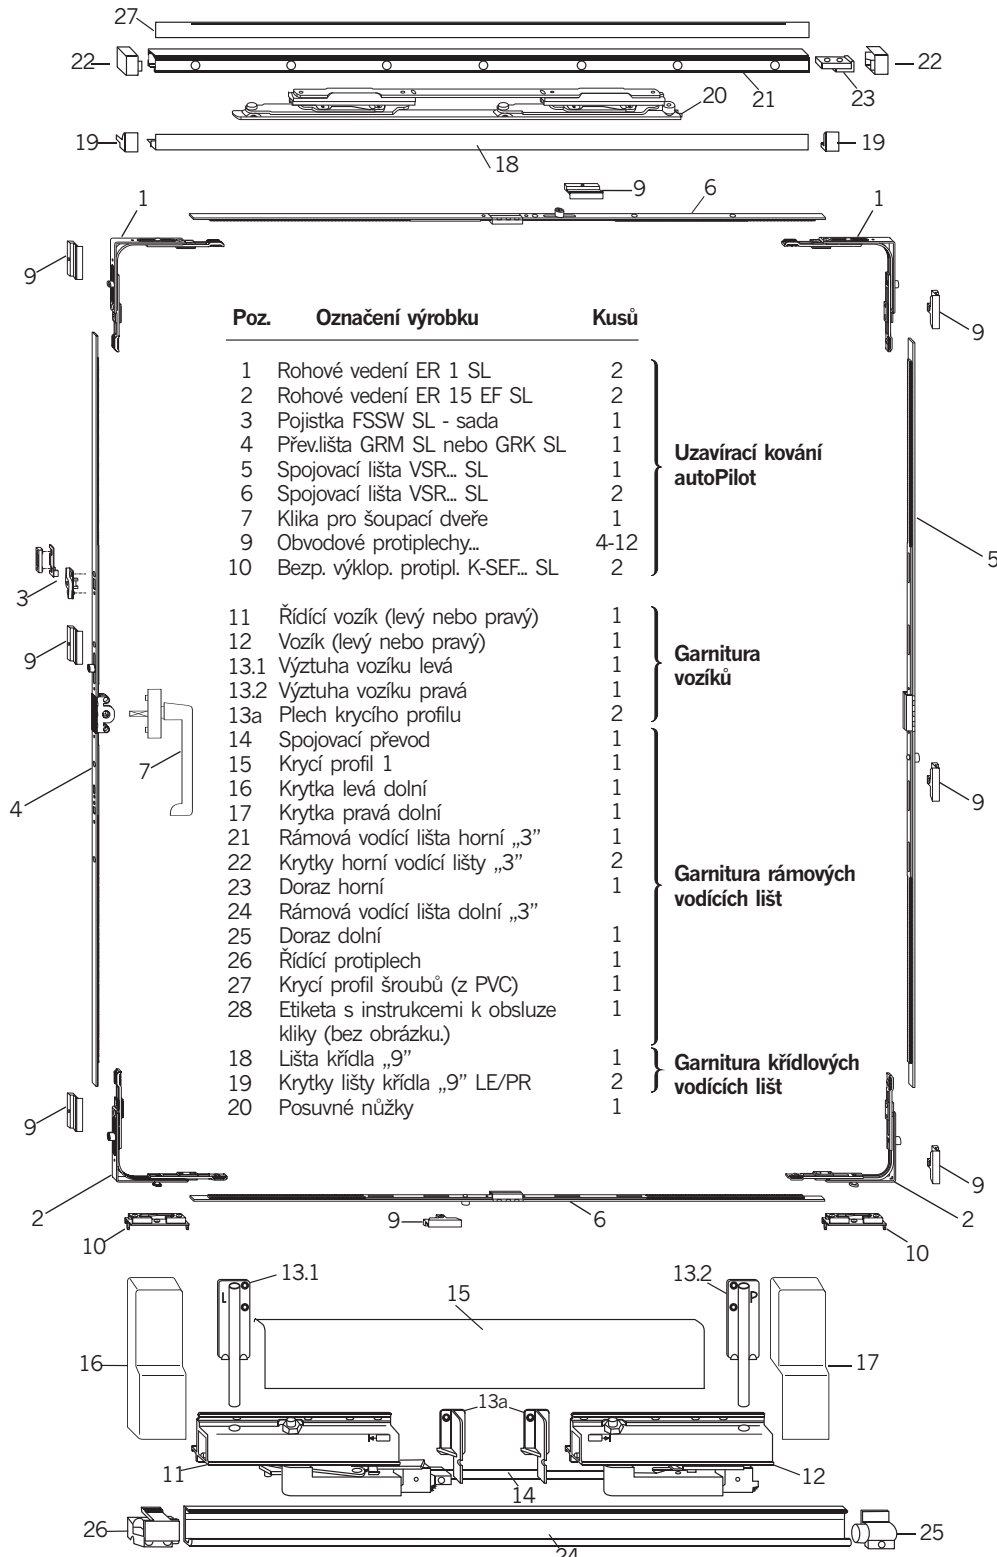 27
22
22
21
23
20
19
19
18
9
6
1
1
9
9
Poz. Označení výrobku Kusů
1 Rohové vedení ER 1 SL 2
2 Rohové vedení ER 15 EF SL 2
3 Pojistka FSSW SL - sada 1
4 Přev.lišta GRM SL nebo GRK SL 1
5 Spojovací lišta VSR... SL 1
6 Spojovací lišta VSR... SL 2
7 Klika pro šoupací dveře 1
9 Obvodové protiplechy... 4-12
10 Bezp. výklop. protipl. K-SEF... SL 2
Uzavírací kování
autoPilot
11 Řídící vozík (levý nebo pravý) 1
12 Vozík (levý nebo pravý) 1
13.1 Výztuha vozíku levá 1
13.2 Výztuha vozíku pravá 1
13a Plech krycího profilu 2
Garnitura
vozíků
14 Spojovací převod 1
15 Krycí profil 1 1
16 Krytka levá dolní 1
17 Krytka pravá dolní 1
21 Rámová vodící lišta horní „3” 1
22 Krytky horní vodící lišty „3” 2
23 Doraz horní 1
24 Rámová vodící lišta dolní „3”
25 Doraz dolní 1
26 Řídící protiplech 1
27 Krycí profil šroubů (z PVC) 1
28 Etiketa s instrukcemi k obsluze 1
kliky (bez obrázku.)
Garnitura rámových
vodících lišt
18 Lišta křídla „9” 1
19 Krytky lišty křídla „9” LE/PR 2
20 Posuvné nůžky 1
Garnitura křídlových
vodících lišt
5
3
9
7
4
9
9
9
2
2
9
6
10
10
13.1
L
13.2
P
15
16
17
13a
11
12
14
26
25
24